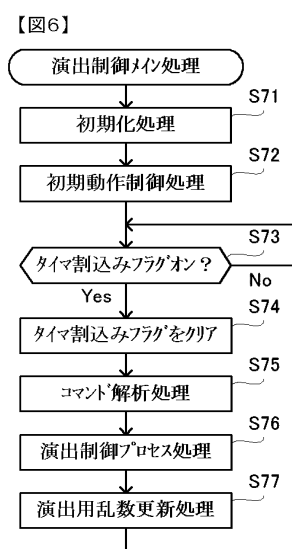 【図６】
演出制御メイン処理
S71
初期化処理
S72
初期動作制御処理
S73
タイマ割込みフラグオン？
No
Yes
S74
タイマ割込みフラグをクリア
S75
コマンド解析処理
S76
演出制御プロセス処理
S77
演出用乱数更新処理